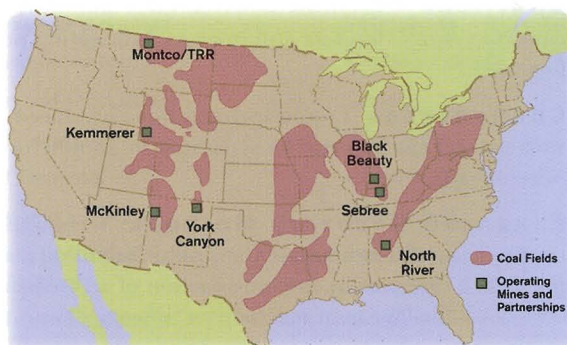 Montco/TRR
Kemmerer
Black
Beauty
McKinley
York
Canyon
Sebree
North
River
Coal Fields
Operating
Mines and
Partnerships